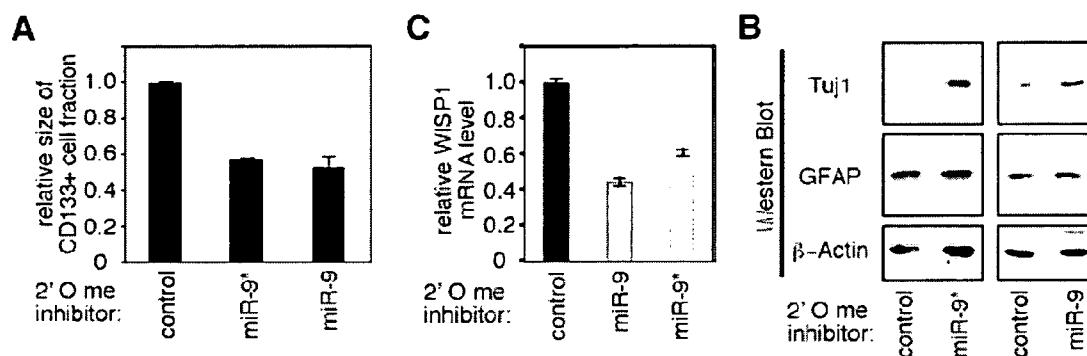 A
relative size of
CD133+ cell fraction
1.0
0.8
0.6
0.4
0.2
0
2' O me
inhibitor:
control
miR-9*
miR-9
C
relative WISP1
mRNA level
1.0
0.8
0.6
0.4
0.2
0
2' O me
inhibitor:
control
miR-9
miR-9*
B
Western Blot
Tuj1
GFAP
β-Actin
2' O me
inhibitor:
control
miR-9*
control
miR-9